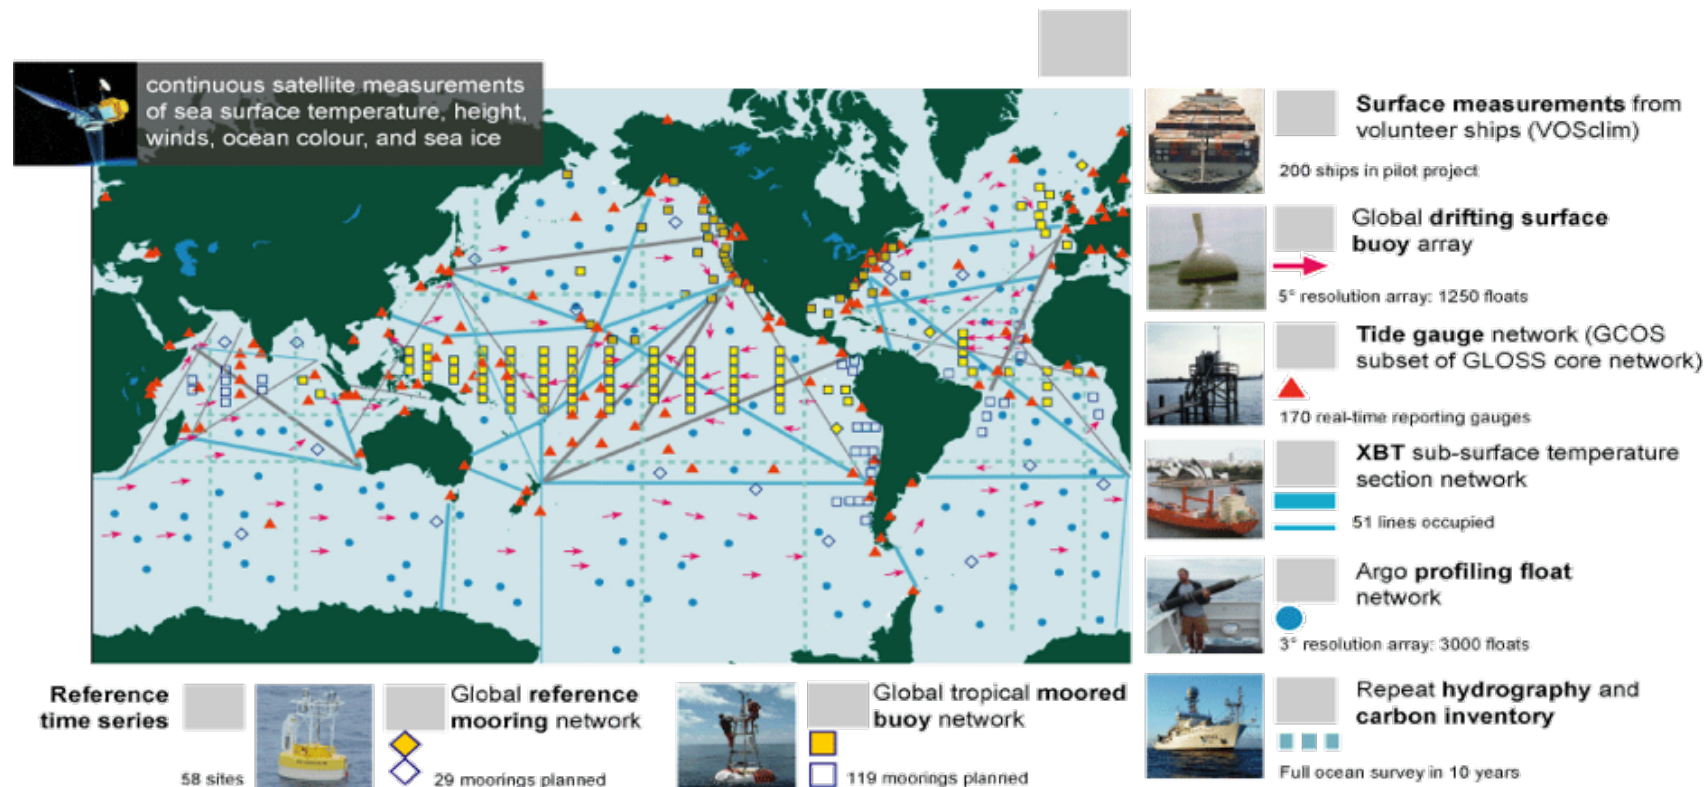 continuous satellite measurements
of sea surface temperature, height,
winds, ocean colour, and sea ice
Surface measurements from
volunteer ships (VOSclim)
200 ships in pilot project
Global drifting surface
buoy array
5° resolution array: 1250 floats
Tide gauge network (GCOS
subset of GLOSS core network)
170 real-time reporting gauges
XBT sub-surface temperature
section network
51 lines occupied
Argo profiling float
network
3° resolution array: 3000 floats
Repeat hydrography and
carbon inventory
Full ocean survey in 10 years
Reference
time series
58 sites
Global reference
mooring network
29 moorings planned
Global tropical moored
buoy network
119 moorings planned